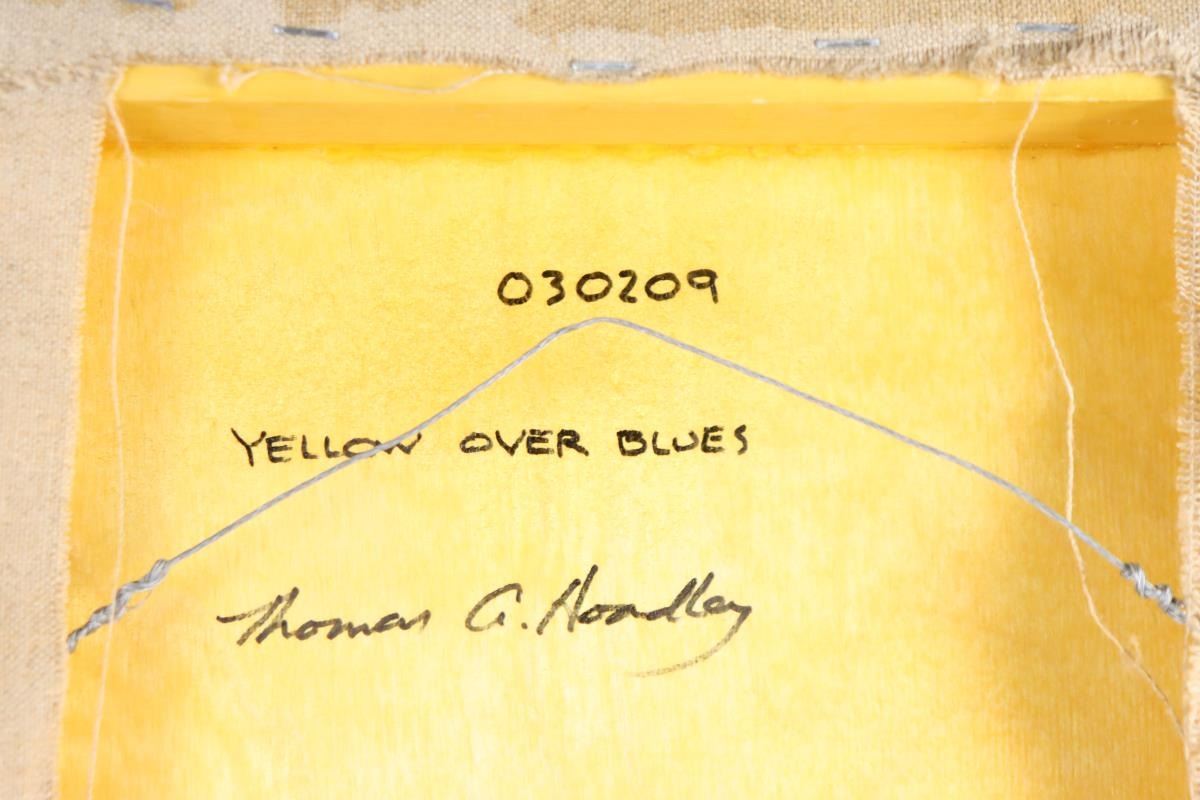 030209
YELLOW OVER BLUES
Thomas A. Hoadley